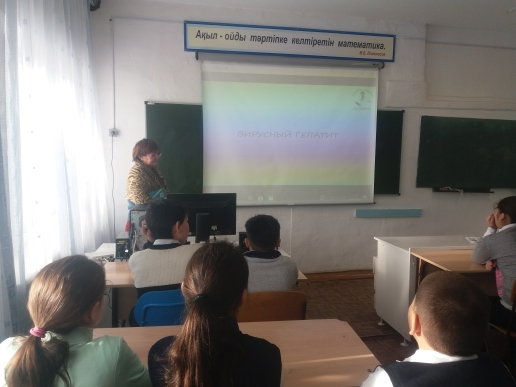 Ақыл - ойды тәртіпке келтіретін математика.
ВИРУСНЫЙ ГЕПАТИТ